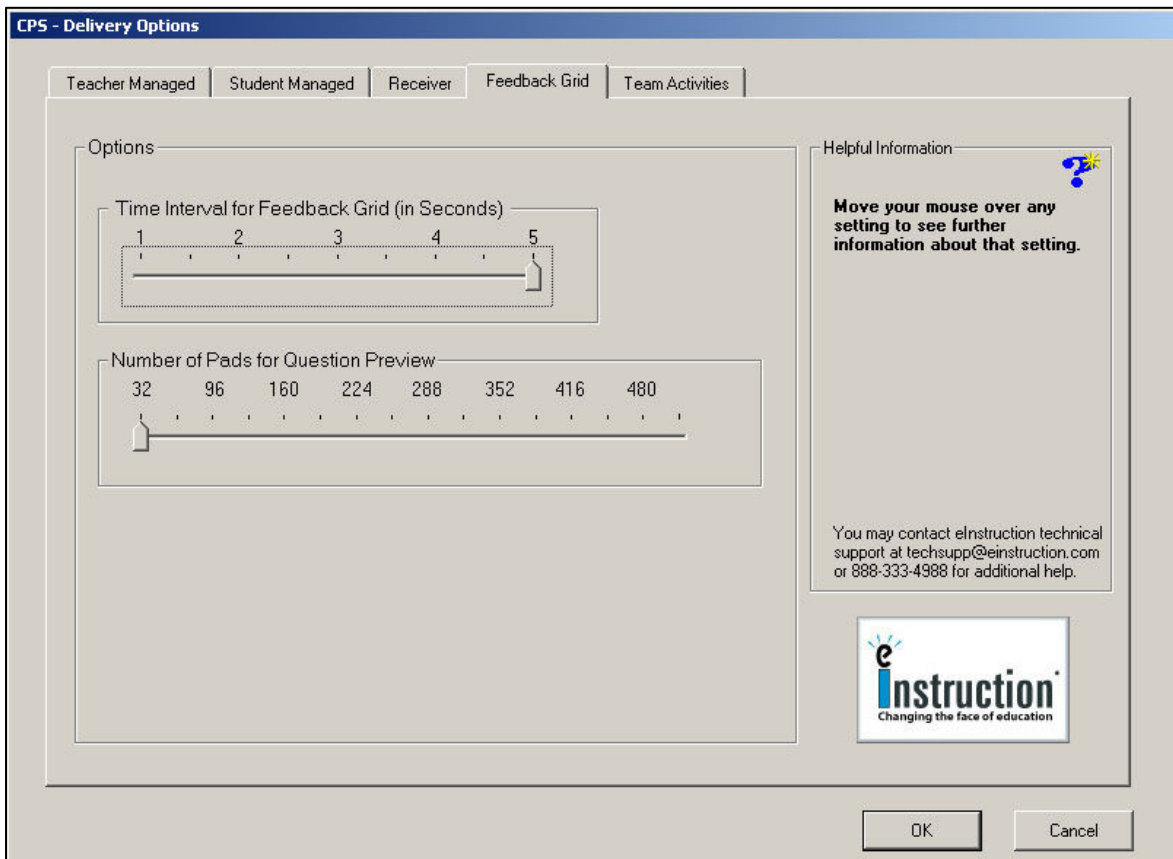 CPS - Delivery Options
Teacher Managed Student Managed Receiver Feedback Grid Team Activities
Options
Time Interval for Feedback Grid (in Seconds)
1 2 3 4 5
Number of Pads for Question Preview
32 96 160 224 288 352 416 480
Helpful Information
Move your mouse over any
setting to see further
information about that setting.
You may contact eInstruction technical
support at techsupp@einstruction.com
or 888-333-4988 for additional help.
eInstruction
Changing the face of education
OK Cancel